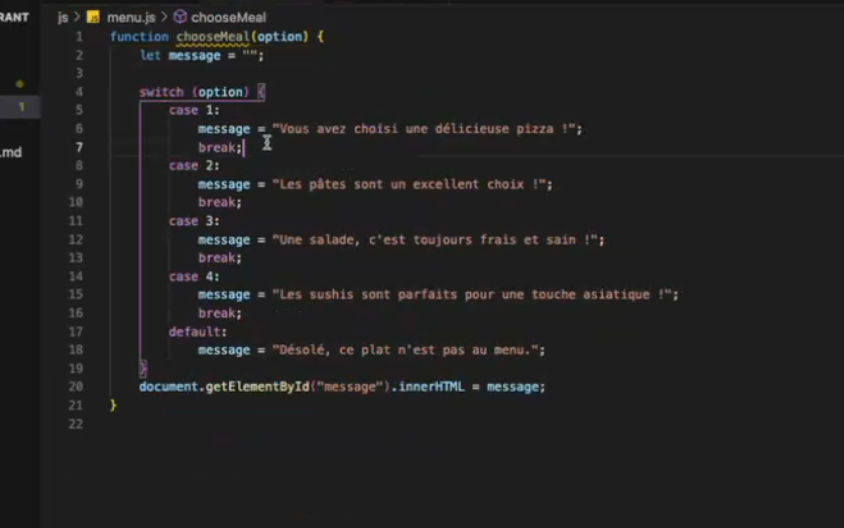 RANT
js > menu.js > chooseMeal
1 function chooseMeal(option) {
2 let message = "";
3
4 switch (option) {
5 case 1:
6 message = "Vous avez choisi une délicieuse pizza !";
7 break;
8 case 2:
9 message = "Les pâtes sont un excellent choix !";
10 break;
11 case 3:
12 message = "Une salade, c'est toujours frais et sain !";
13 break;
14 case 4:
15 message = "Les sushis sont parfaits pour une touche asiatique !";
16 break;
17 default:
18 message = "Désolé, ce plat n'est pas au menu.";
19 }
20 document.getElementById("message").innerHTML = message;
21 }
22
1
.md